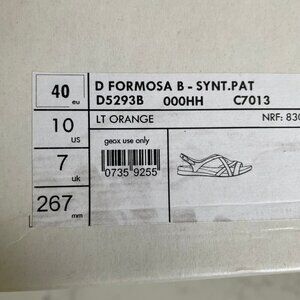 40 eu
D FORMOSA B - SYNT.PAT
D5293B 000HH C7013
10 us
LT ORANGE NRF: 830
geox use only
7 uk
0735 9255
267 mm